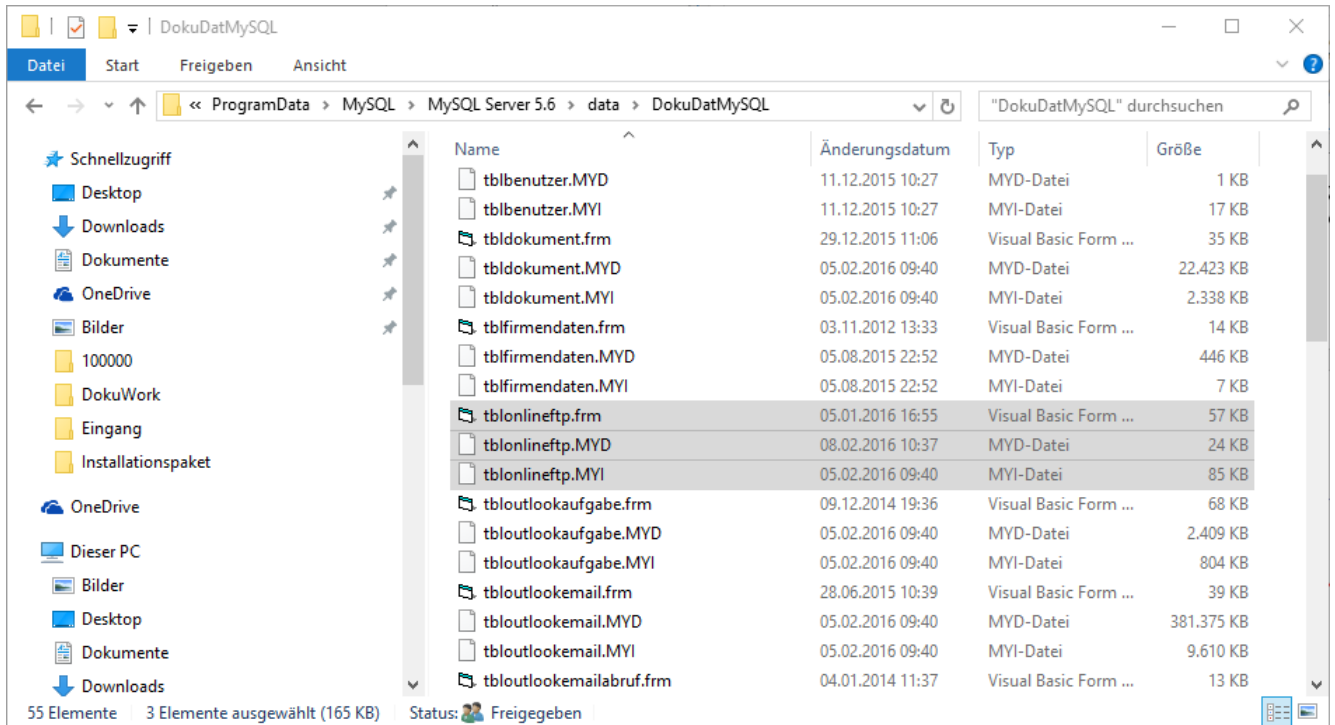 DokuDatMySQL
Datei Start Freigeben Ansicht
« ProgramData › MySQL › MySQL Server 5.6 › data › DokuDatMySQL "DokuDatMySQL" durchsuchen
Schnellzugriff
Desktop
Downloads
Dokumente
OneDrive
Bilder
100000
DokuWork
Eingang
Installationspaket
OneDrive
Dieser PC
Bilder
Desktop
Dokumente
Downloads
Name Änderungsdatum Typ Größe
tblbenutzer.MYD 11.12.2015 10:27 MYD-Datei 1 KB
tblbenutzer.MYI 11.12.2015 10:27 MYI-Datei 17 KB
tbldokument.frm 29.12.2015 11:06 Visual Basic Form ... 35 KB
tbldokument.MYD 05.02.2016 09:40 MYD-Datei 22.423 KB
tbldokument.MYI 05.02.2016 09:40 MYI-Datei 2.338 KB
tblfirmendaten.frm 03.11.2012 13:33 Visual Basic Form ... 14 KB
tblfirmendaten.MYD 05.08.2015 22:52 MYD-Datei 446 KB
tblfirmendaten.MYI 05.08.2015 22:52 MYI-Datei 7 KB
tblonlineftp.frm 05.01.2016 16:55 Visual Basic Form ... 57 KB
tblonlineftp.MYD 08.02.2016 10:37 MYD-Datei 24 KB
tblonlineftp.MYI 05.02.2016 09:40 MYI-Datei 85 KB
tbloutlookaufgabe.frm 09.12.2014 19:36 Visual Basic Form ... 68 KB
tbloutlookaufgabe.MYD 05.02.2016 09:40 MYD-Datei 2.409 KB
tbloutlookaufgabe.MYI 05.02.2016 09:40 MYI-Datei 804 KB
tbloutlookemail.frm 28.06.2015 10:39 Visual Basic Form ... 39 KB
tbloutlookemail.MYD 05.02.2016 09:40 MYD-Datei 381.375 KB
tbloutlookemail.MYI 05.02.2016 09:40 MYI-Datei 9.610 KB
tbloutlookemailabruf.frm 04.01.2014 11:37 Visual Basic Form ... 13 KB
55 Elemente 3 Elemente ausgewählt (165 KB) Status: Freigegeben